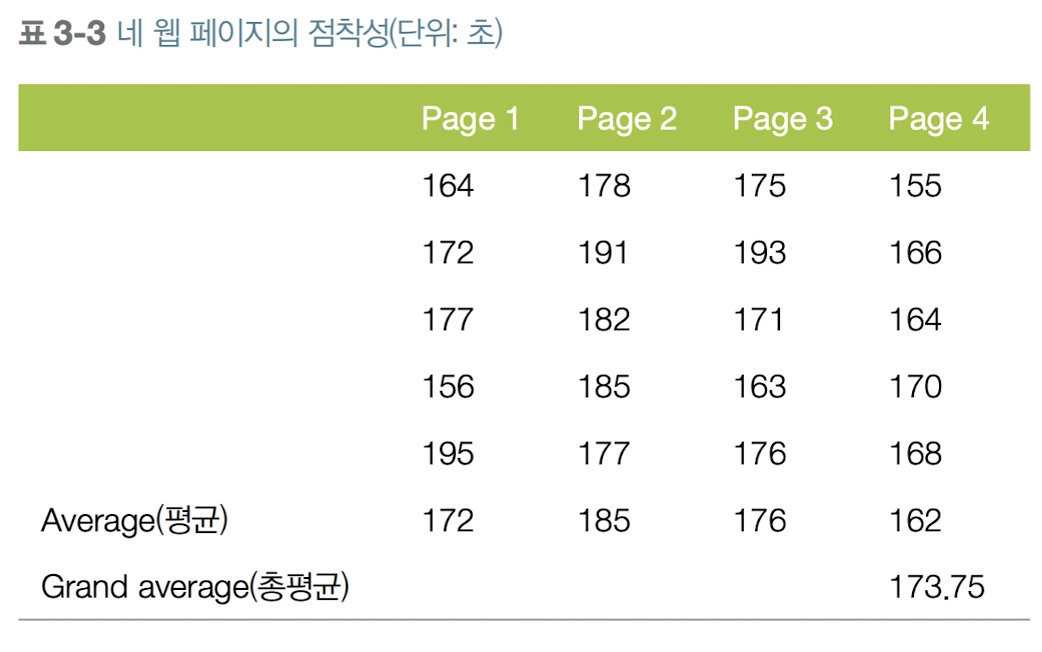 표 3-3 네 웹 페이지의 점착성(단위: 초)
Page 1 Page 2 Page 3 Page 4
164 178 175 155
172 191 193 166
177 182 171 164
156 185 163 170
195 177 176 168
Average(평균) 172 185 176 162
Grand average(총평균) 173.75